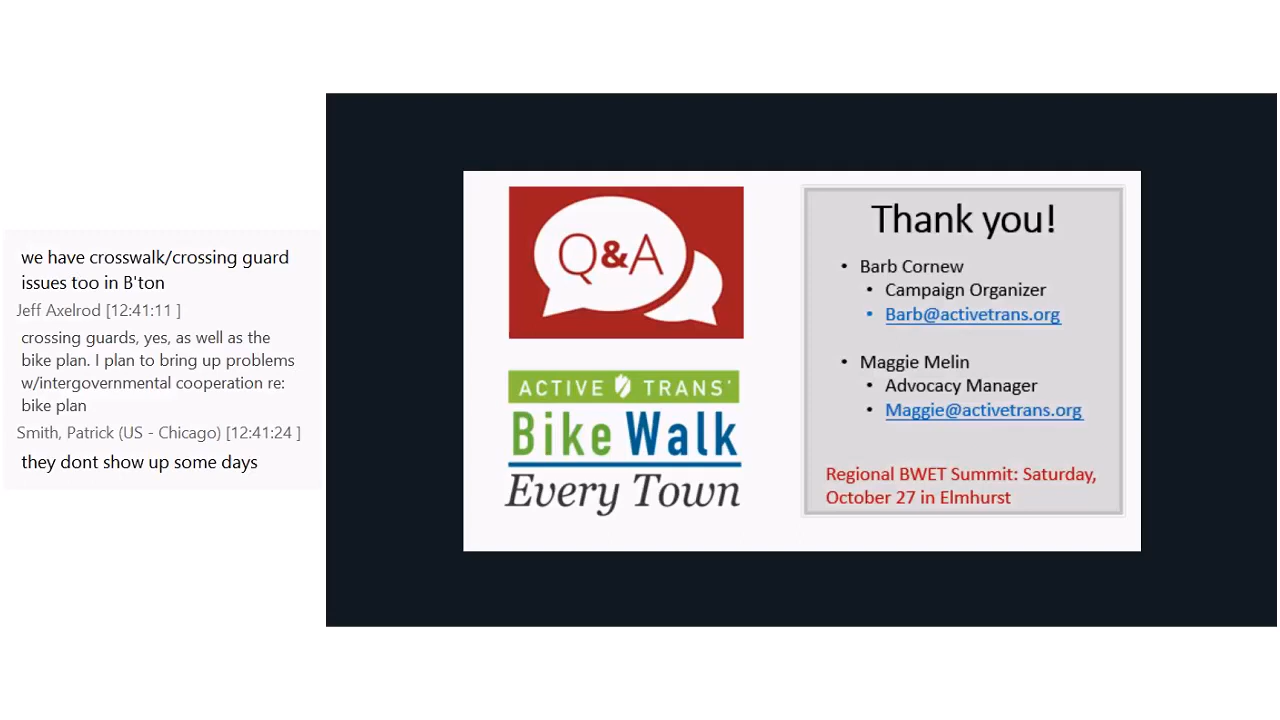 we have crosswalk/crossing guard
issues too in B'ton
Jeff Axelrod [12:41:11 ]
crossing guards, yes, as well as the
bike plan. I plan to bring up problems
w/intergovernmental cooperation re:
bike plan
Smith, Patrick (US - Chicago) [12:41:24 ]
they dont show up some days
Q&A
ACTIVE TRANS'
Bike Walk
Every Town
Thank you!
• Barb Cornew
• Campaign Organizer
• Barb@activetrans.org
• Maggie Melin
• Advocacy Manager
• Maggie@activetrans.org
Regional BWET Summit: Saturday,
October 27 in Elmhurst